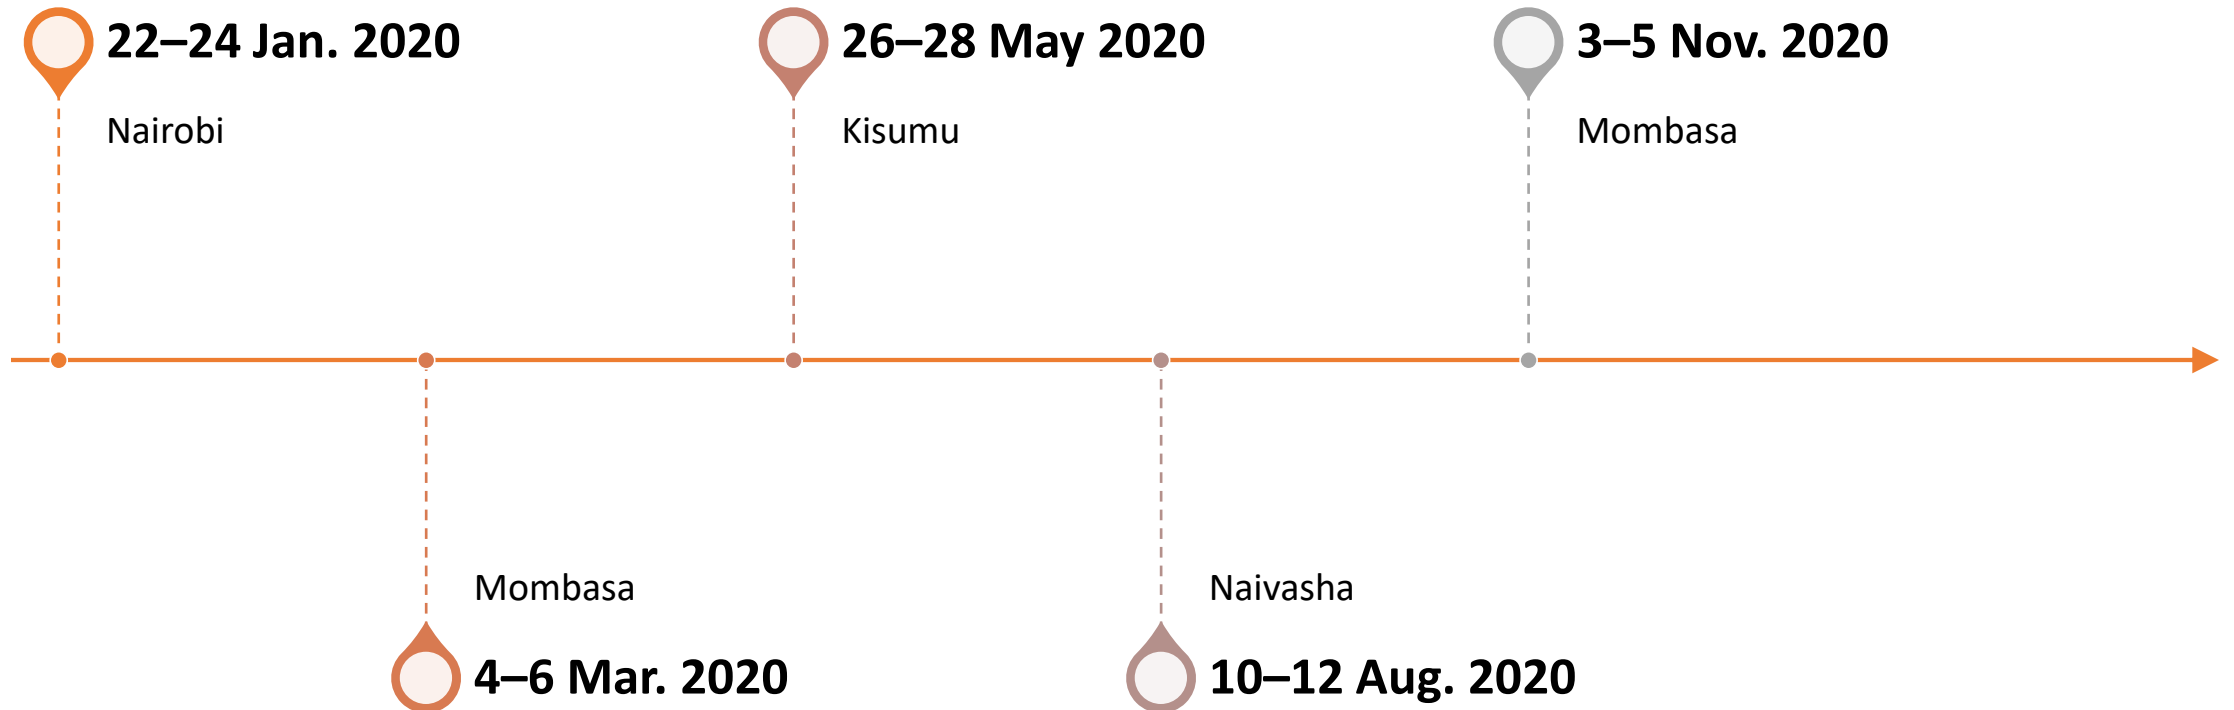 22–24 Jan. 2020
Nairobi
26–28 May 2020
Kisumu
3–5 Nov. 2020
Mombasa
Mombasa
4–6 Mar. 2020
Naivasha
10–12 Aug. 2020